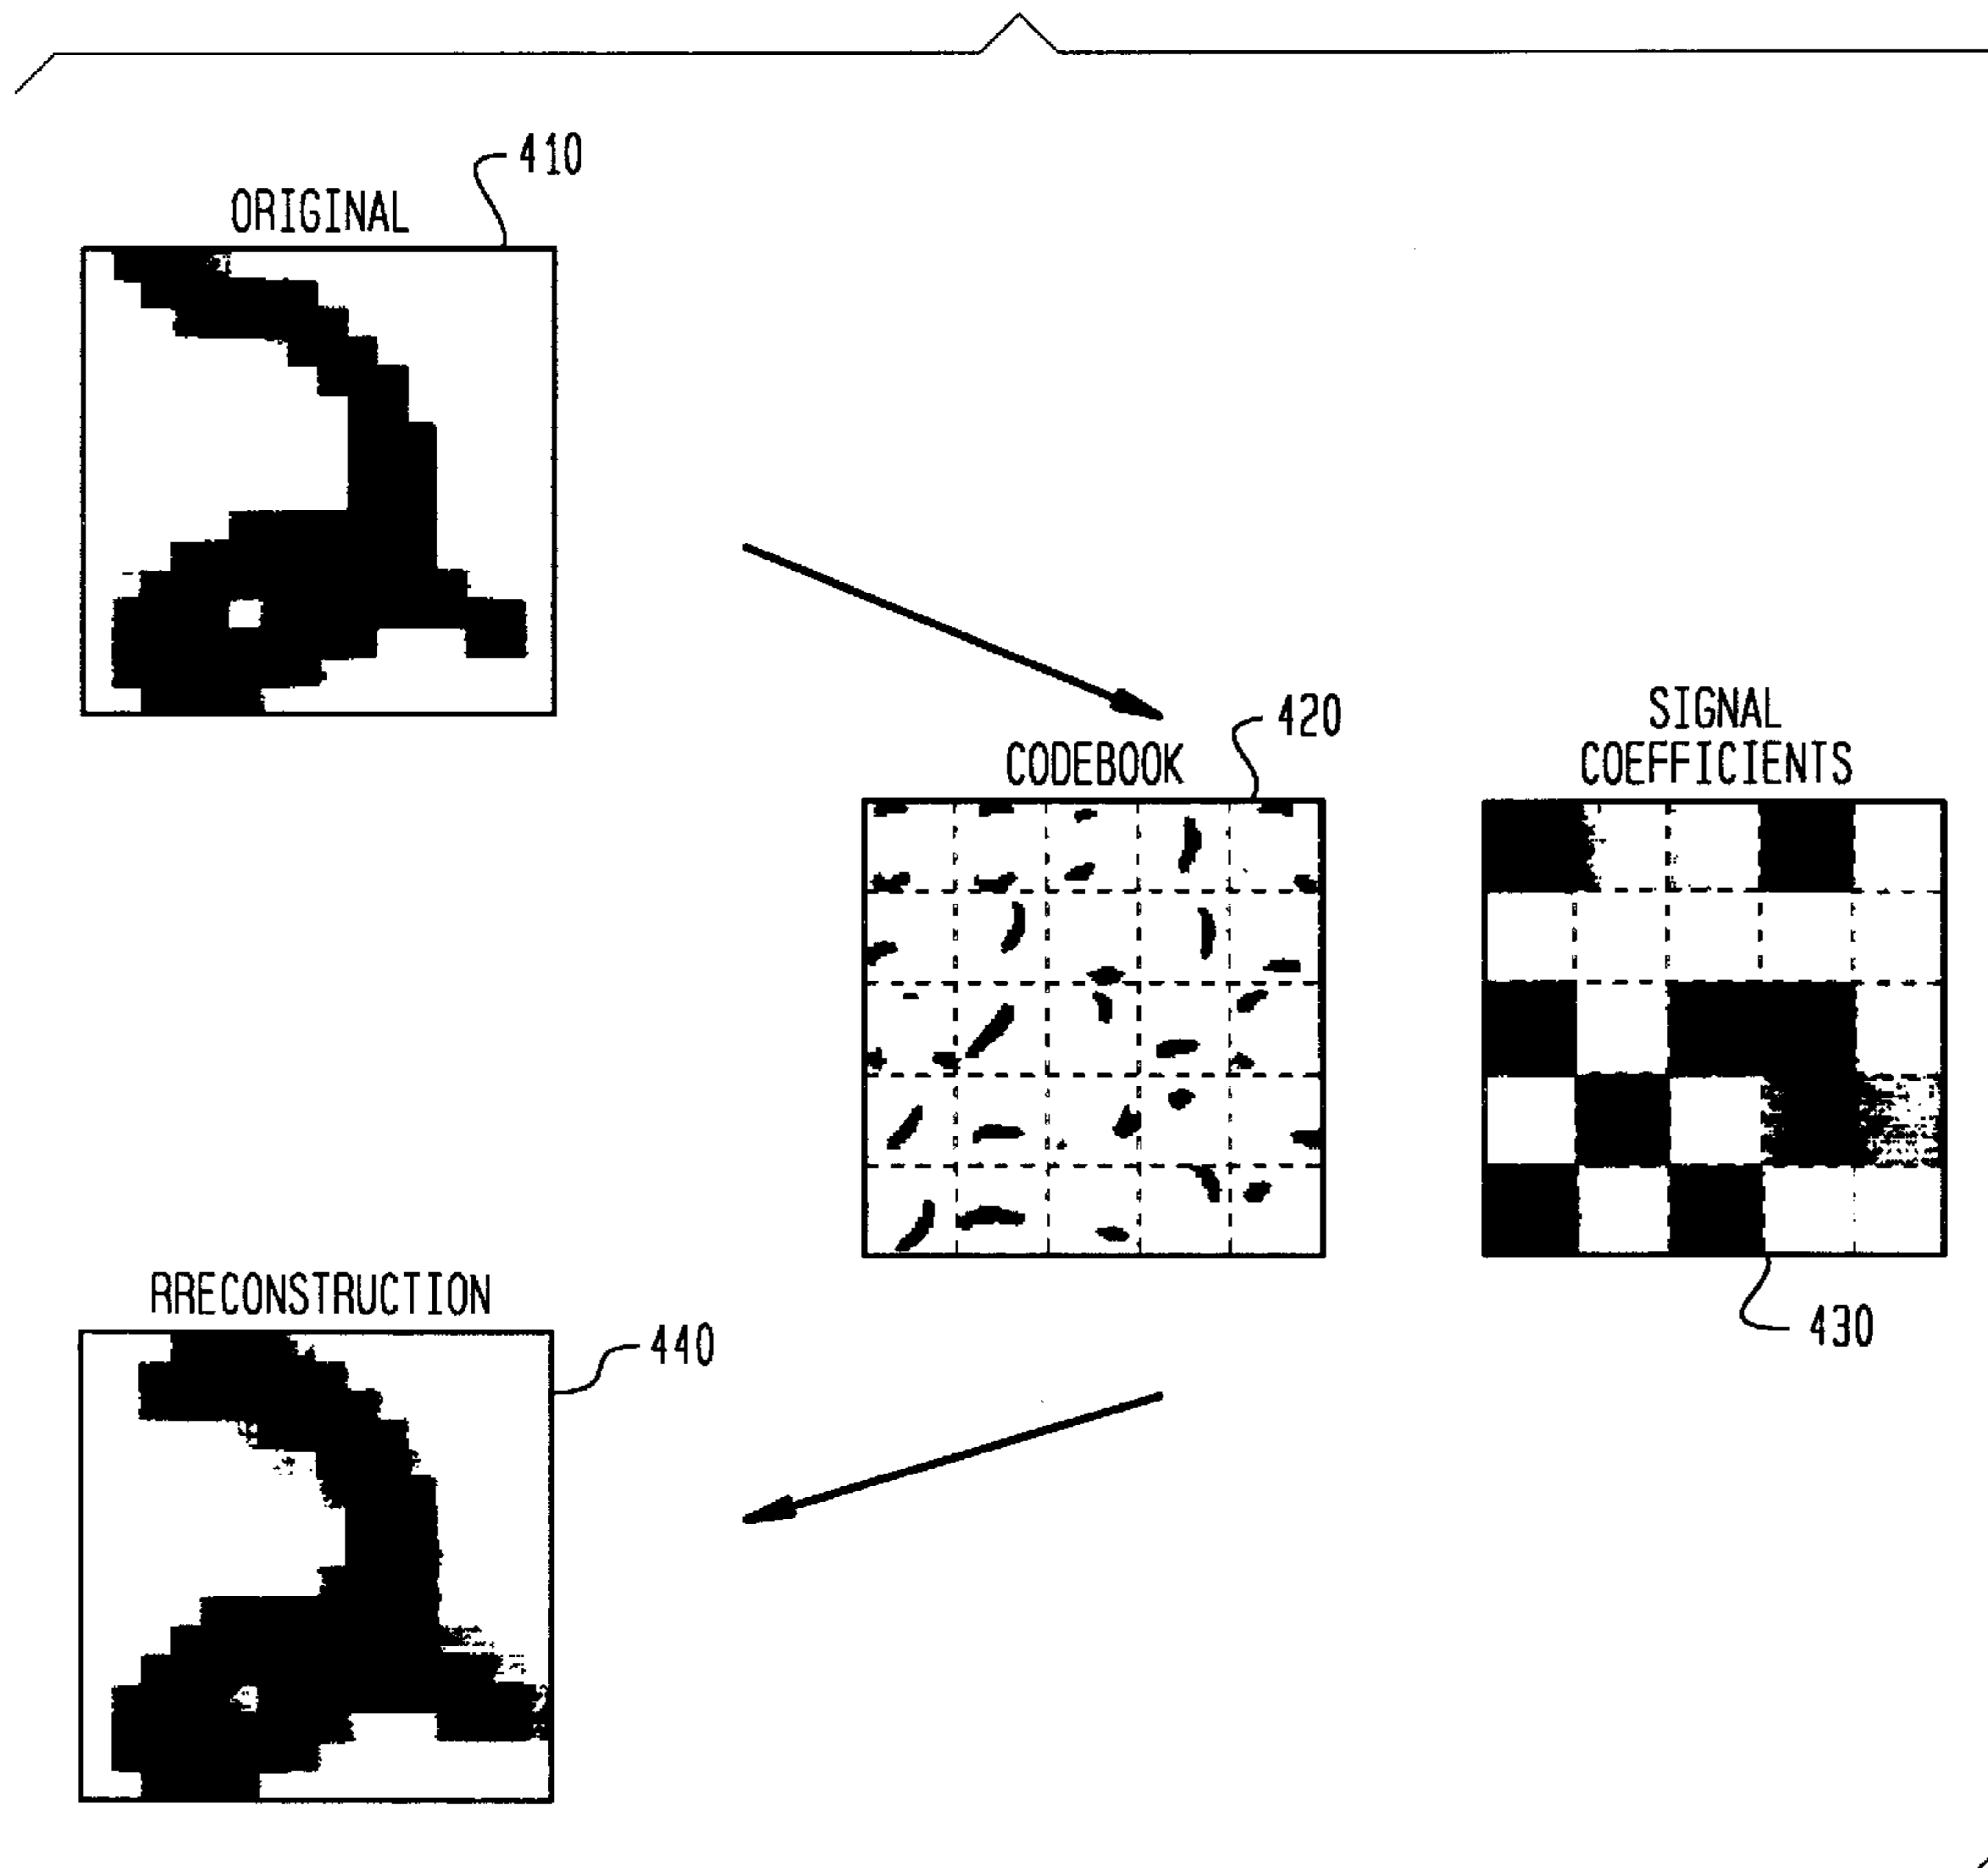 410
ORIGINAL
420
CODEBOOK
SIGNAL
COEFFICIENTS
430
RRECONSTRUCTION
440